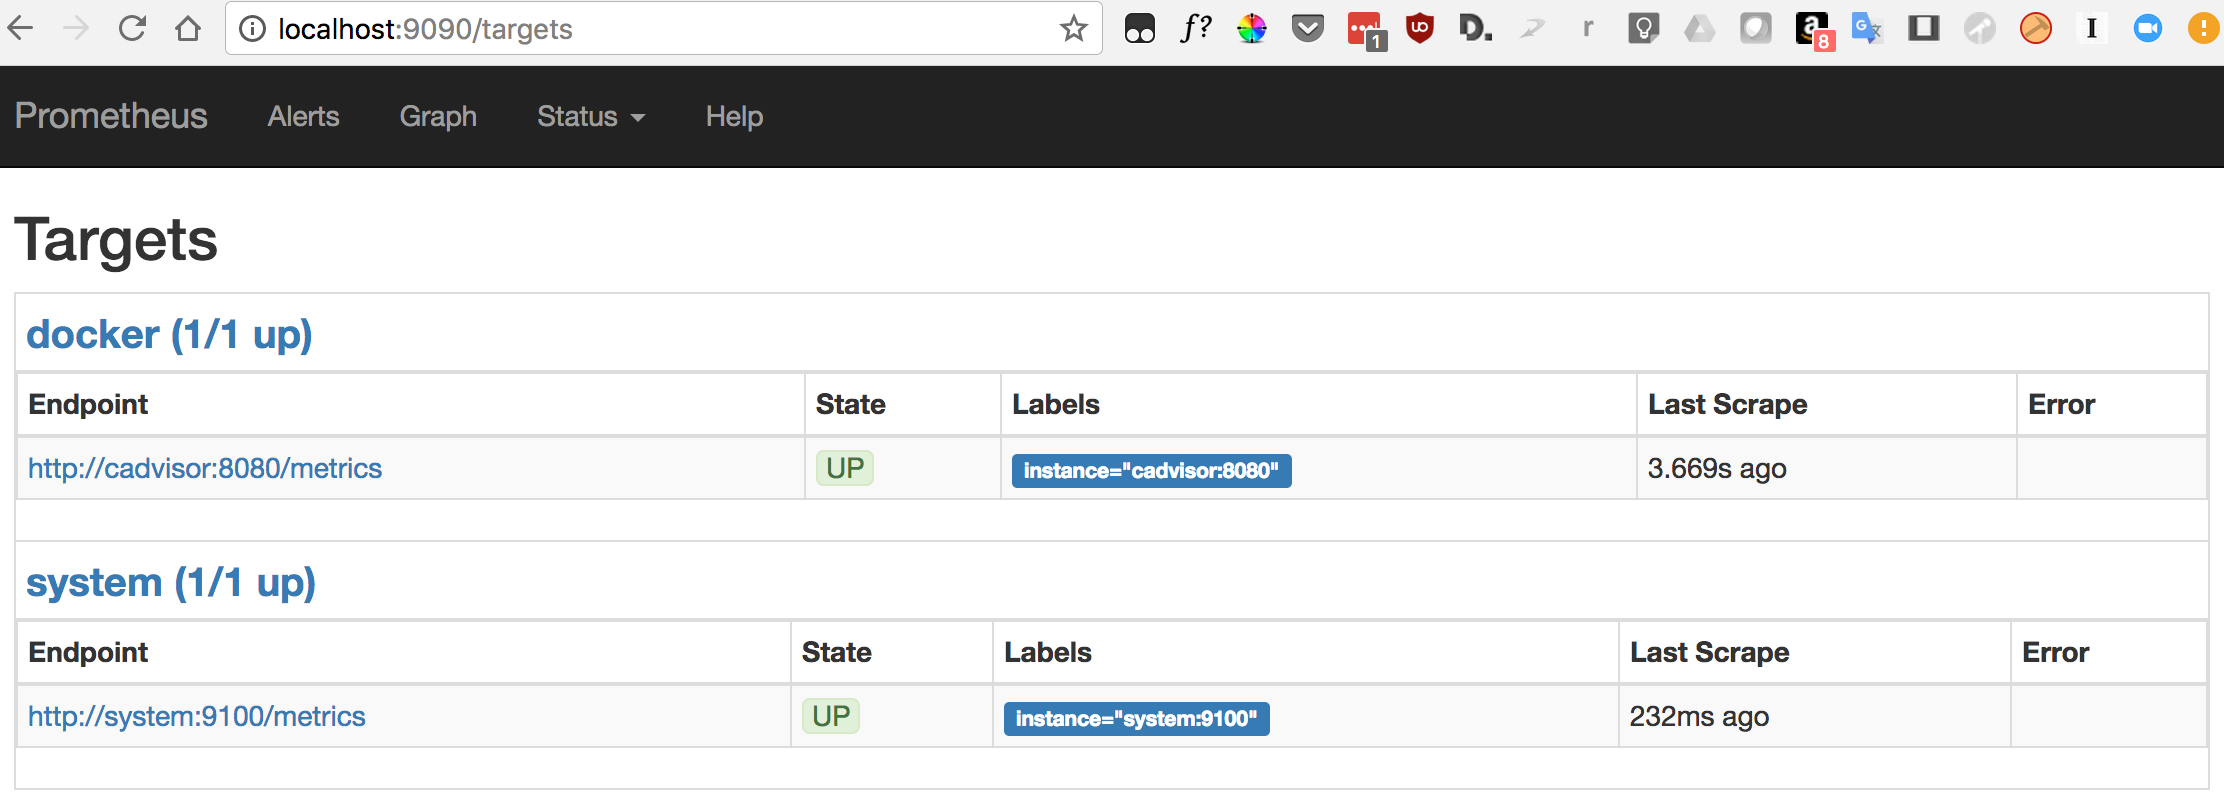 localhost:9090/targets
f? 1 uo D. r a 8 G I
Prometheus Alerts Graph Status Help
Targets
docker (1/1 up)
Endpoint State Labels Last Scrape Error
http://cadvisor:8080/metrics UP instance="cadvisor:8080" 3.669s ago
system (1/1 up)
Endpoint State Labels Last Scrape Error
http://system:9100/metrics UP instance="system:9100" 232ms ago